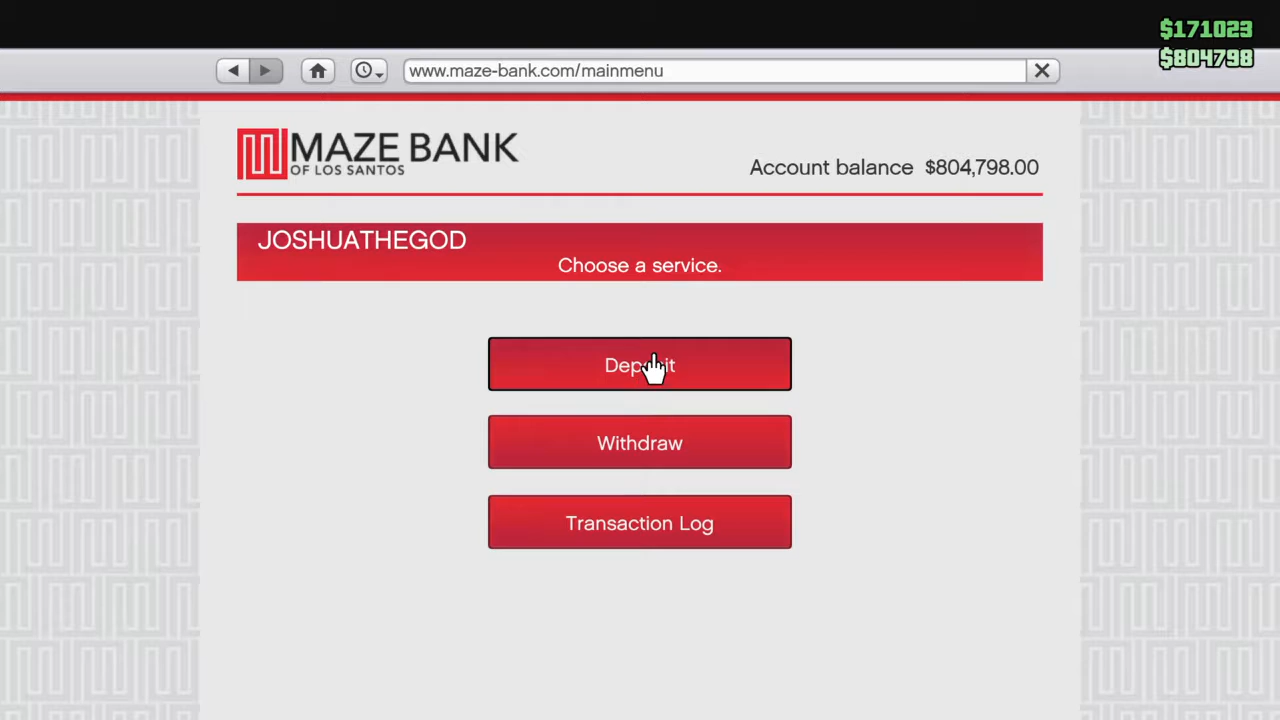 $171023
$804798
www.maze-bank.com/mainmenu
MAZE BANK
OF LOS SANTOS
Account balance $804,798.00
JOSHUATHEGOD
Choose a service.
Deposit
Withdraw
Transaction Log